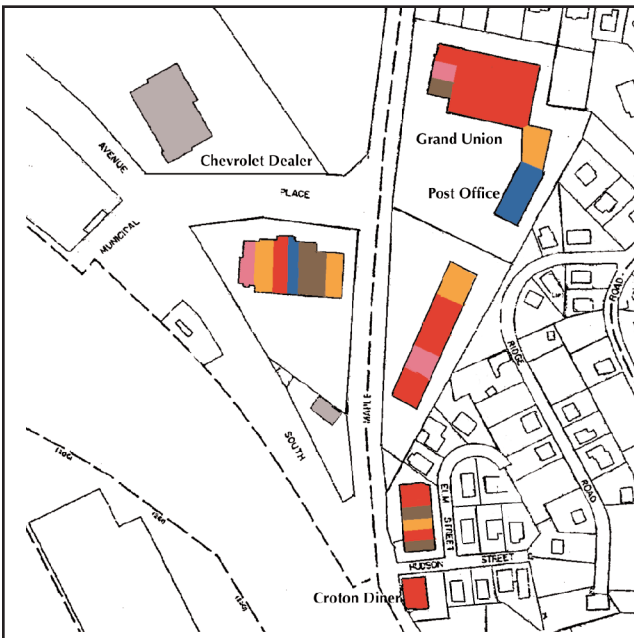 Grand Union
AVENUE
Chevrolet Dealer
PLACE
Post Office
MUNICIPAL
ROAD
RIDGE
MAPLE
SOUTH
ELM
STREET
ROAD
HUDSON STREET
Croton Diner